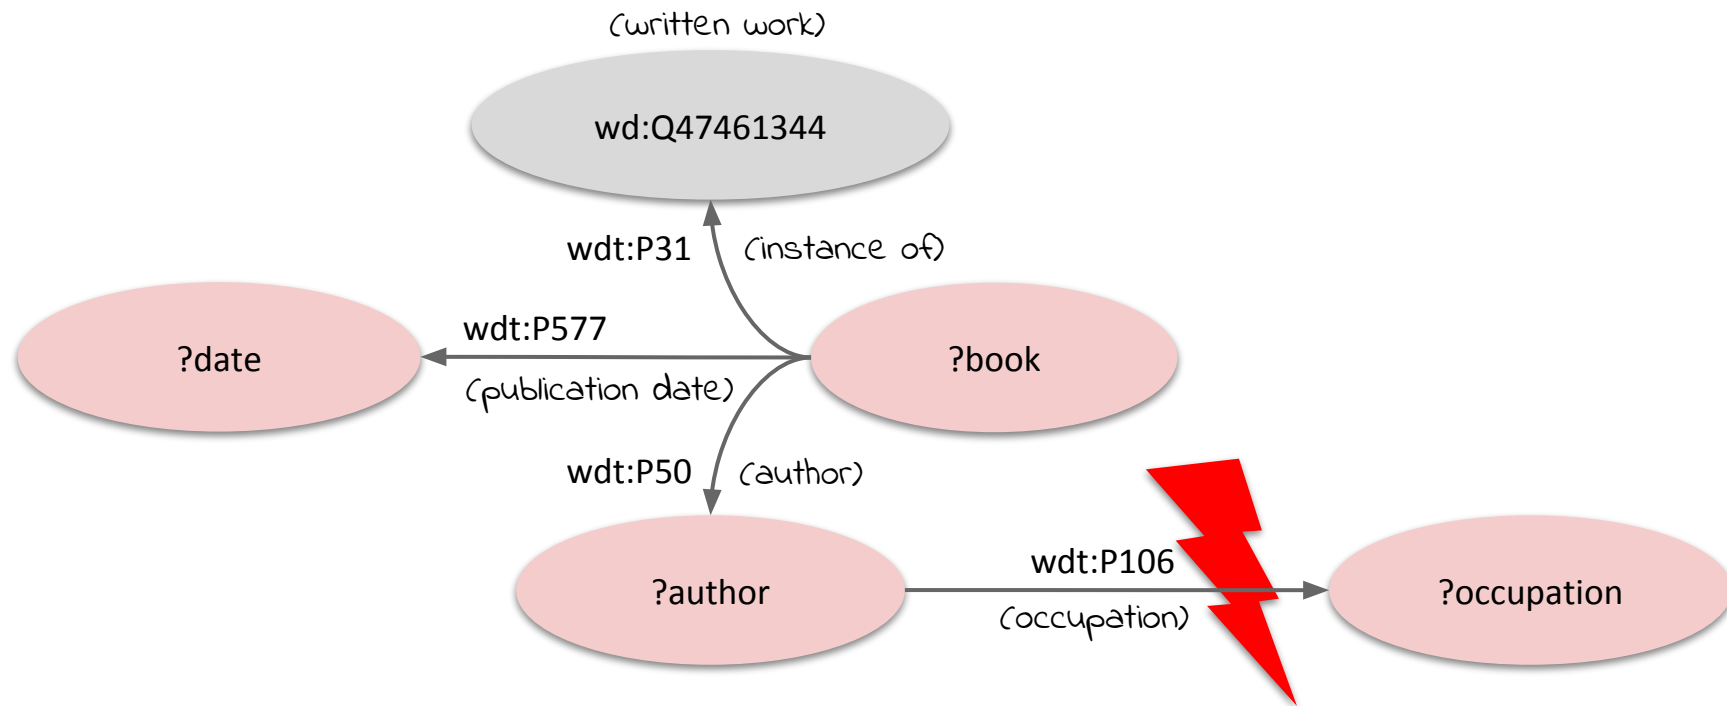 (written work)
wd:Q47461344
wdt:P31 (instance of)
wdt:P577
?date
?book
(publication date)
wdt:P50 (author)
wdt:P106
?author
?occupation
(occupation)